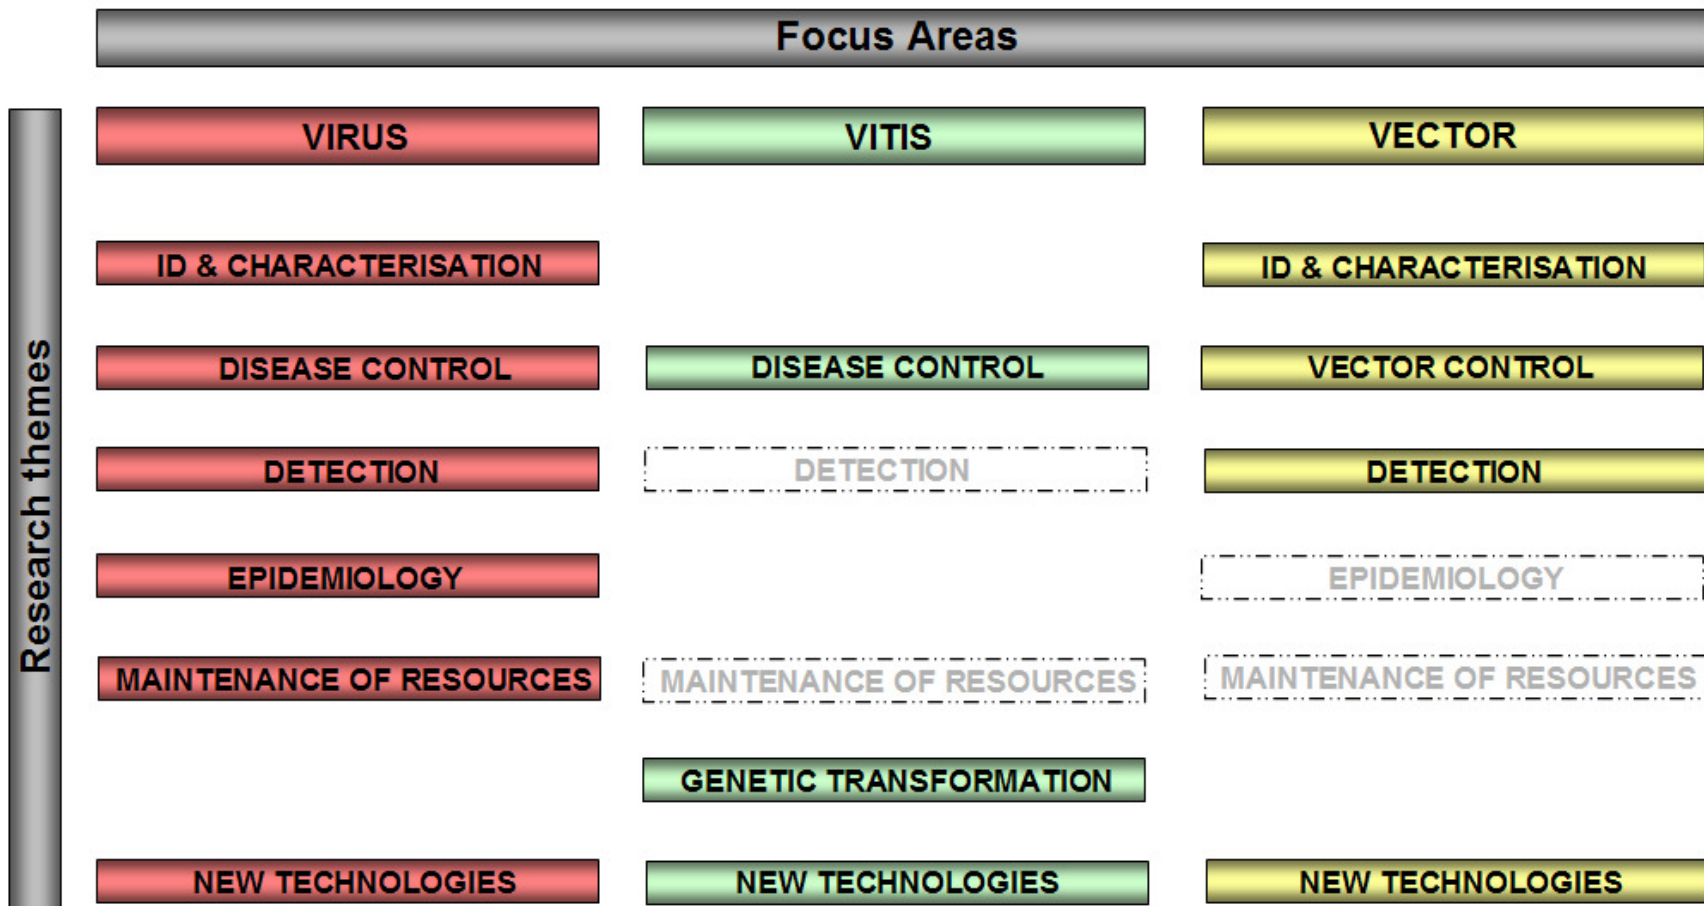 Focus Areas
Research themes
VIRUS
VITIS
VECTOR
ID & CHARACTERISATION
ID & CHARACTERISATION
DISEASE CONTROL
DISEASE CONTROL
VECTOR CONTROL
DETECTION
DETECTION
DETECTION
EPIDEMIOLOGY
EPIDEMIOLOGY
MAINTENANCE OF RESOURCES
MAINTENANCE OF RESOURCES
MAINTENANCE OF RESOURCES
GENETIC TRANSFORMATION
NEW TECHNOLOGIES
NEW TECHNOLOGIES
NEW TECHNOLOGIES